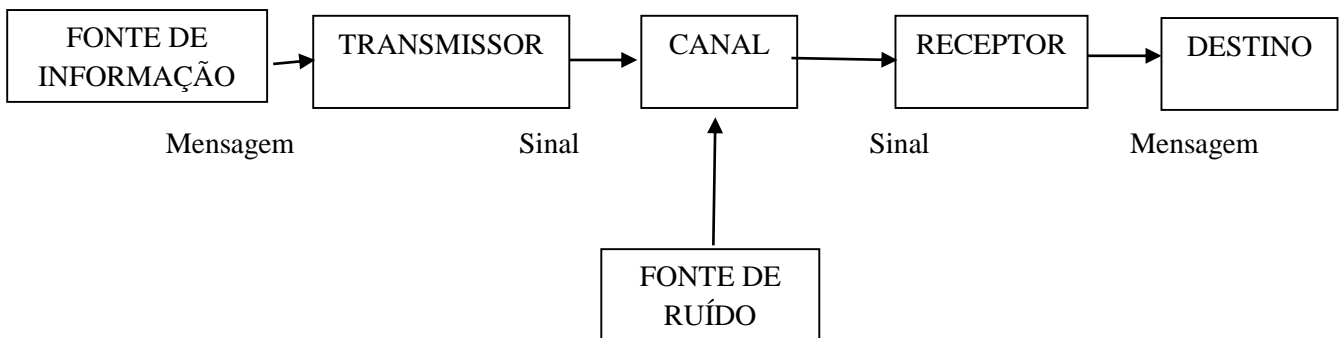 FONTE DE
INFORMAÇÃO
TRANSMISSOR
CANAL
RECEPTOR
DESTINO
Mensagem
Sinal
Sinal
Mensagem
FONTE DE
RUÍDO